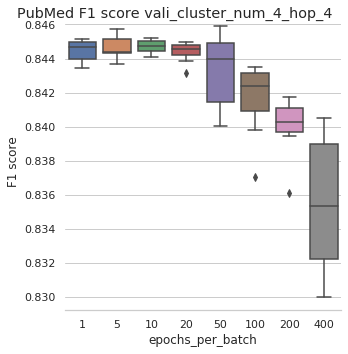 PubMed F1 score vali_cluster_num_4_hop_4
0.846
0.844
0.842
0.840
0.838
0.836
0.834
0.832
0.830
F1 score
1 5 10 20 50 100 200 400
epochs_per_batch